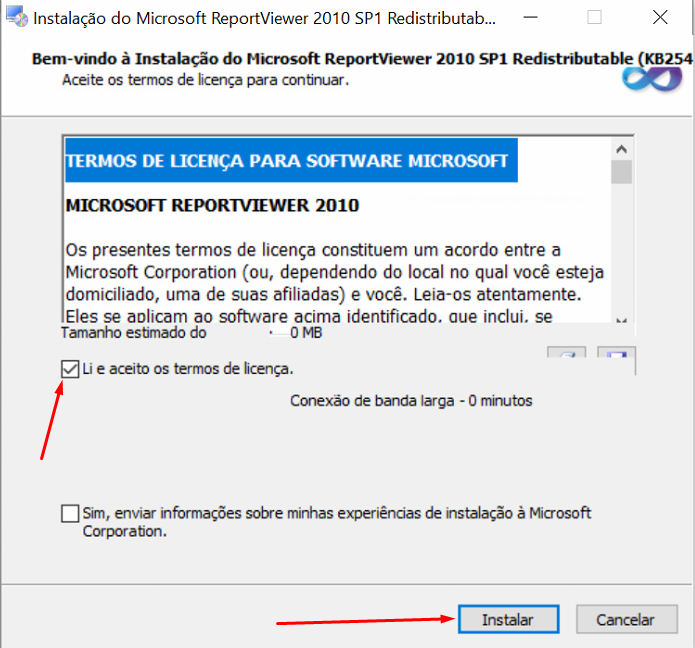 Instalação do Microsoft ReportViewer 2010 SP1 Redistributab...
Bem-vindo à Instalação do Microsoft ReportViewer 2010 SP1 Redistributable (KB254
Aceite os termos de licença para continuar.
TERMOS DE LICENÇA PARA SOFTWARE MICROSOFT
MICROSOFT REPORTVIEWER 2010
Os presentes termos de licença constituem um acordo entre a
Microsoft Corporation (ou, dependendo do local no qual você esteja
domiciliado, uma de suas afiliadas) e você. Leia-os atentamente.
Eles se aplicam ao software acima identificado, que inclui, se
Tamanho estimado do 0 MB
Li e aceito os termos de licença.
Conexão de banda larga - 0 minutos
Sim, enviar informações sobre minhas experiências de instalação à Microsoft
Corporation.
Instalar
Cancelar